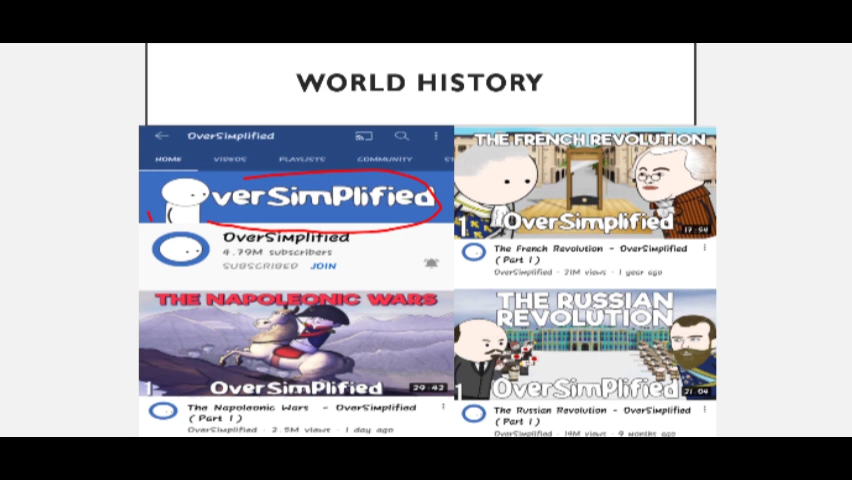 WORLD HISTORY
OverSimplified
HOME VIDEOS PLAYLISTS COMMUNITY ST
verSimPlified
OverSimplified
4.79M subscribers
SUBSCRIBED JOIN
THE FRENCH REVOLUTION
1 OverSimplified
17:54
The French Revolution - OverSimplified
(Part 1)
OverSimplified · 21M views · 1 year ago
THE NAPOLEONIC WARS
1 OverSimplified
29:42
The Napoleonic Wars - OverSimplified
(Part 1)
OverSimplified · 2.5M views · 1 day ago
THE RUSSIAN
REVOLUTION
1 OverSimplified
21:04
The Russian Revolution - OverSimplified
(Part 1)
OverSimplified · 14M views · 9 months ago